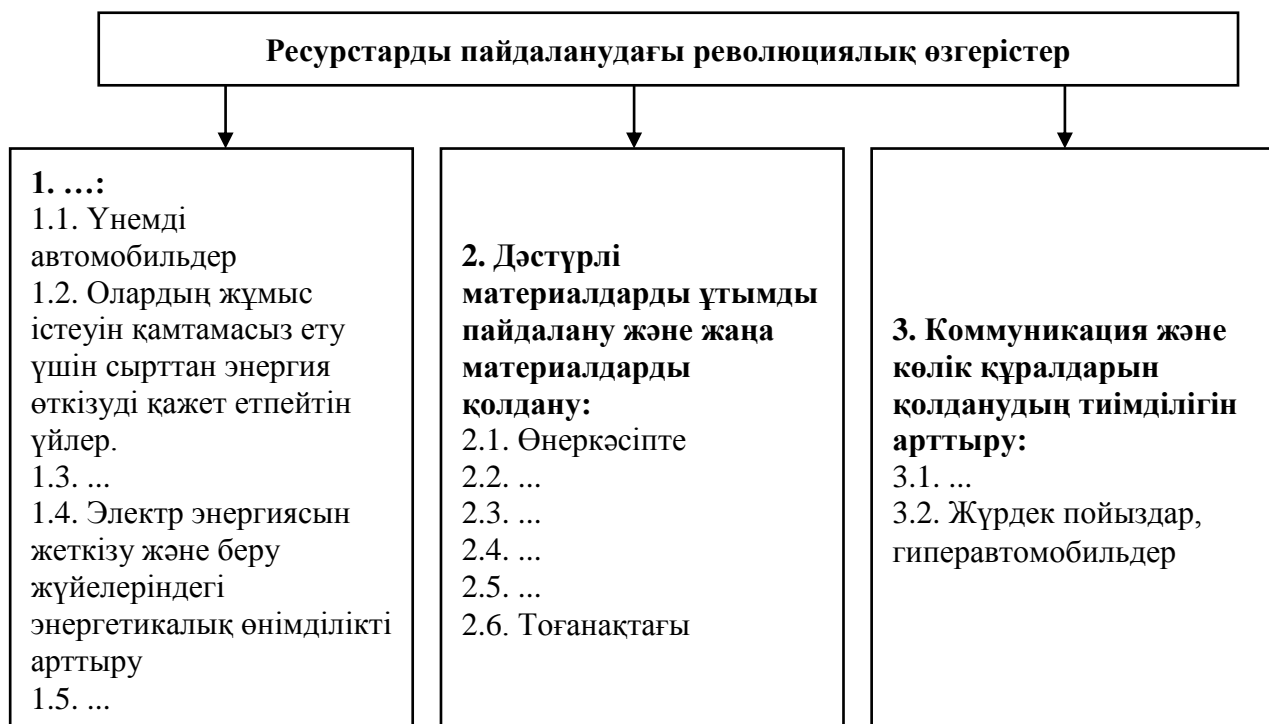 Ресурстарды пайдаланудағы революциялық өзгерістер
1. …:
1.1. Үнемді
автомобильдер
1.2. Олардың жұмыс
істеуін қамтамасыз ету
үшін сырттан энергия
өткізуді қажет етпейтін
үйлер.
1.3. ...
1.4. Электр энергиясын
жеткізу және беру
жүйелеріндегі
энергетикалық өнімділікті
арттыру
1.5. ...
2. Дәстүрлі
материалдарды ұтымды
пайдалану және жаңа
материалдарды
қолдану:
2.1. Өнеркәсіпте
2.2. ...
2.3. ...
2.4. ...
2.5. ...
2.6. Тоғанақтағы
3. Коммуникация және
көлік құралдарын
қолданудың тиімділігін
арттыру:
3.1. ...
3.2. Жүрдек пойыздар,
гиперавтомобильдер